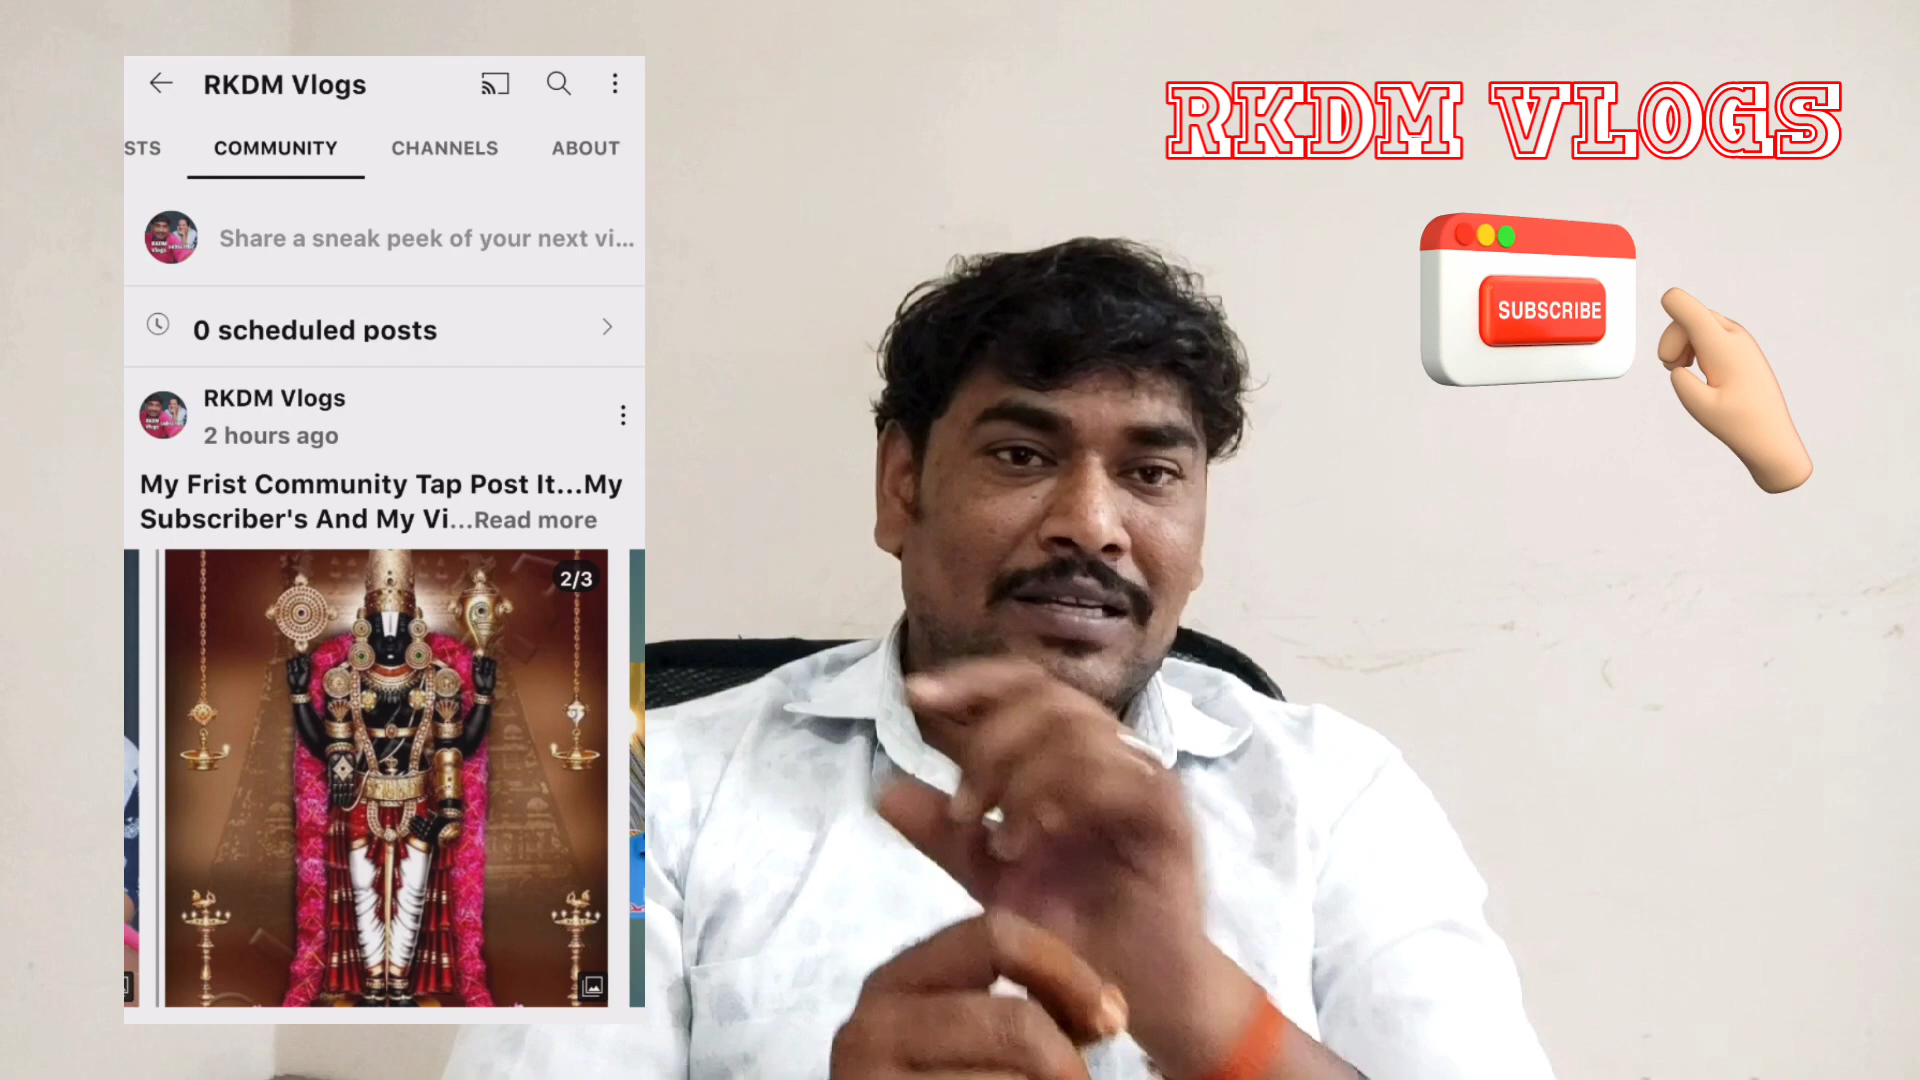 RKDM Vlogs
STS COMMUNITY CHANNELS ABOUT
Share a sneak peek of your next vi...
0 scheduled posts
RKDM Vlogs
2 hours ago
My Frist Community Tap Post It...My
Subscriber's And My Vi...Read more
2/3
RKDM VLOGS
SUBSCRIBE